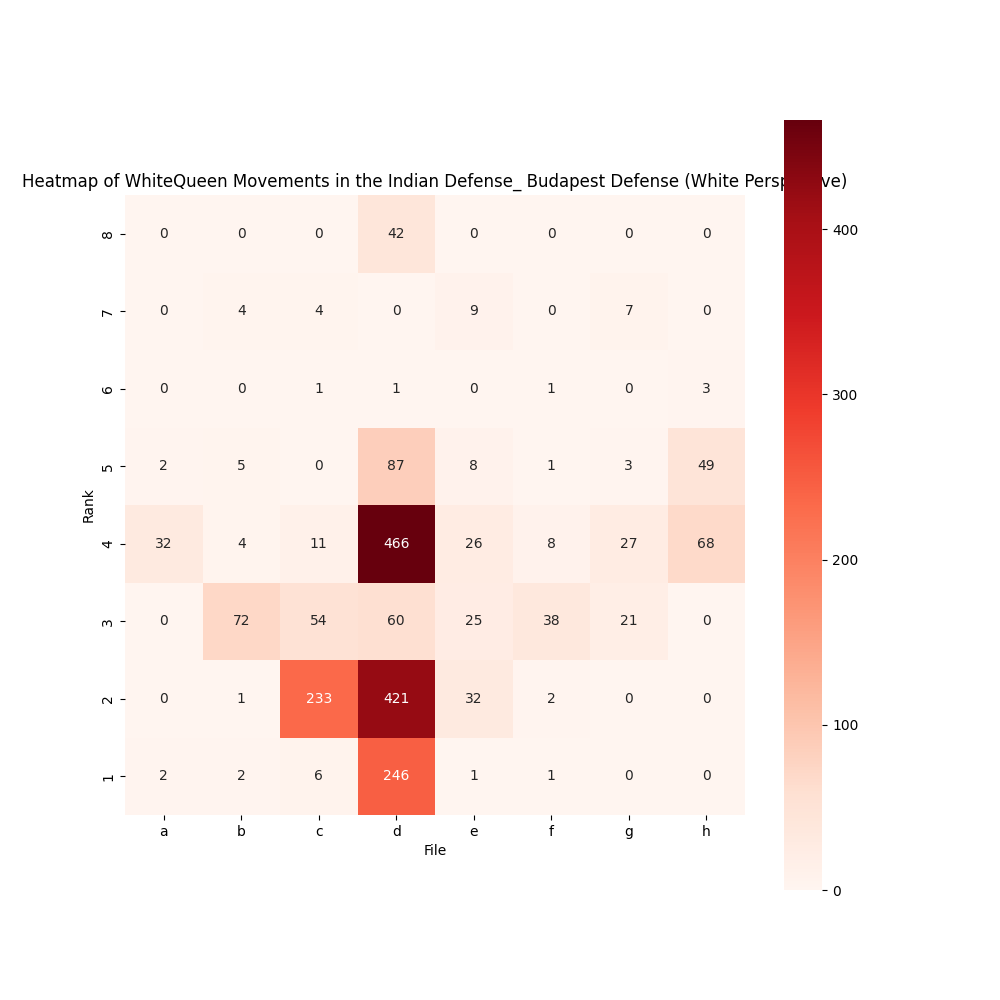 Heatmap of WhiteQueen Movements in the Indian Defense_ Budapest Defense (White Persp ve)
8 0 0 0 42 0 0 0 0
7 0 4 4 0 9 0 7 0
6 0 0 1 1 0 1 0 3
5 2 5 0 87 8 1 3 49
4 32 4 11 466 26 8 27 68
3 0 72 54 60 25 38 21 0
2 0 1 233 421 32 2 0 0
1 2 2 6 246 1 1 0 0
a b c d e f g h
File
Rank
400
300
200
100
0